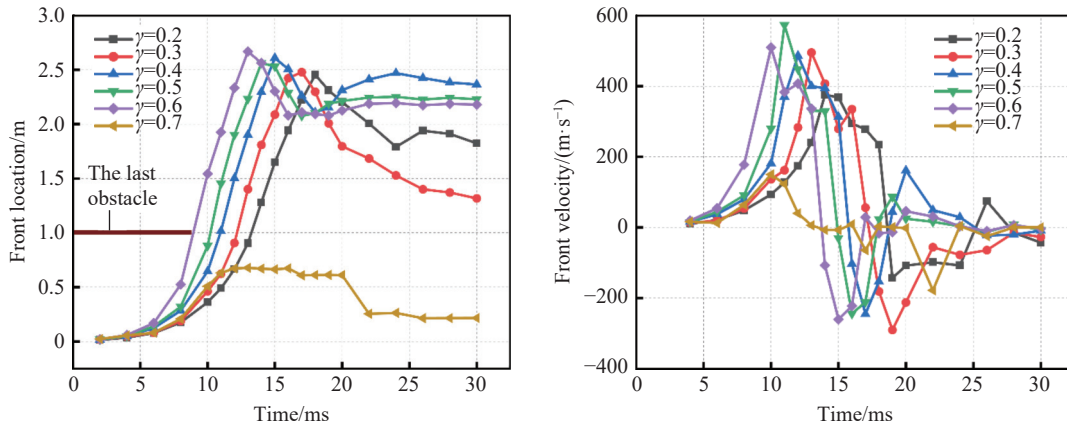 3.0
2.5
2.0
1.5
1.0
0.5
0
Front location/m
γ=0.2
γ=0.3
γ=0.4
γ=0.5
γ=0.6
γ=0.7
The last
obstacle
0 5 10 15 20 25 30
Time/ms
600
400
200
0
−200
−400
Front velocity/(m·s⁻¹)
γ=0.2
γ=0.3
γ=0.4
γ=0.5
γ=0.6
γ=0.7
0 5 10 15 20 25 30
Time/ms